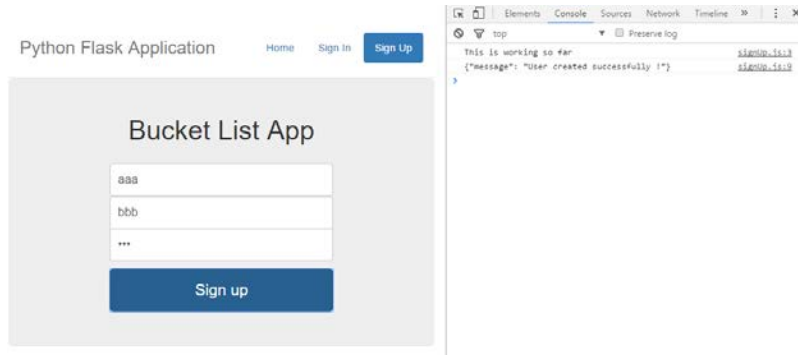 Python Flask Application Home Sign In Sign Up
Bucket List App
aaa
bbb
•••
Sign up
Elements Console Sources Network Timeline »
top Preserve log
This is working so far signUp.js:3
{"message": "User created successfully !"} signUp.js:9
>